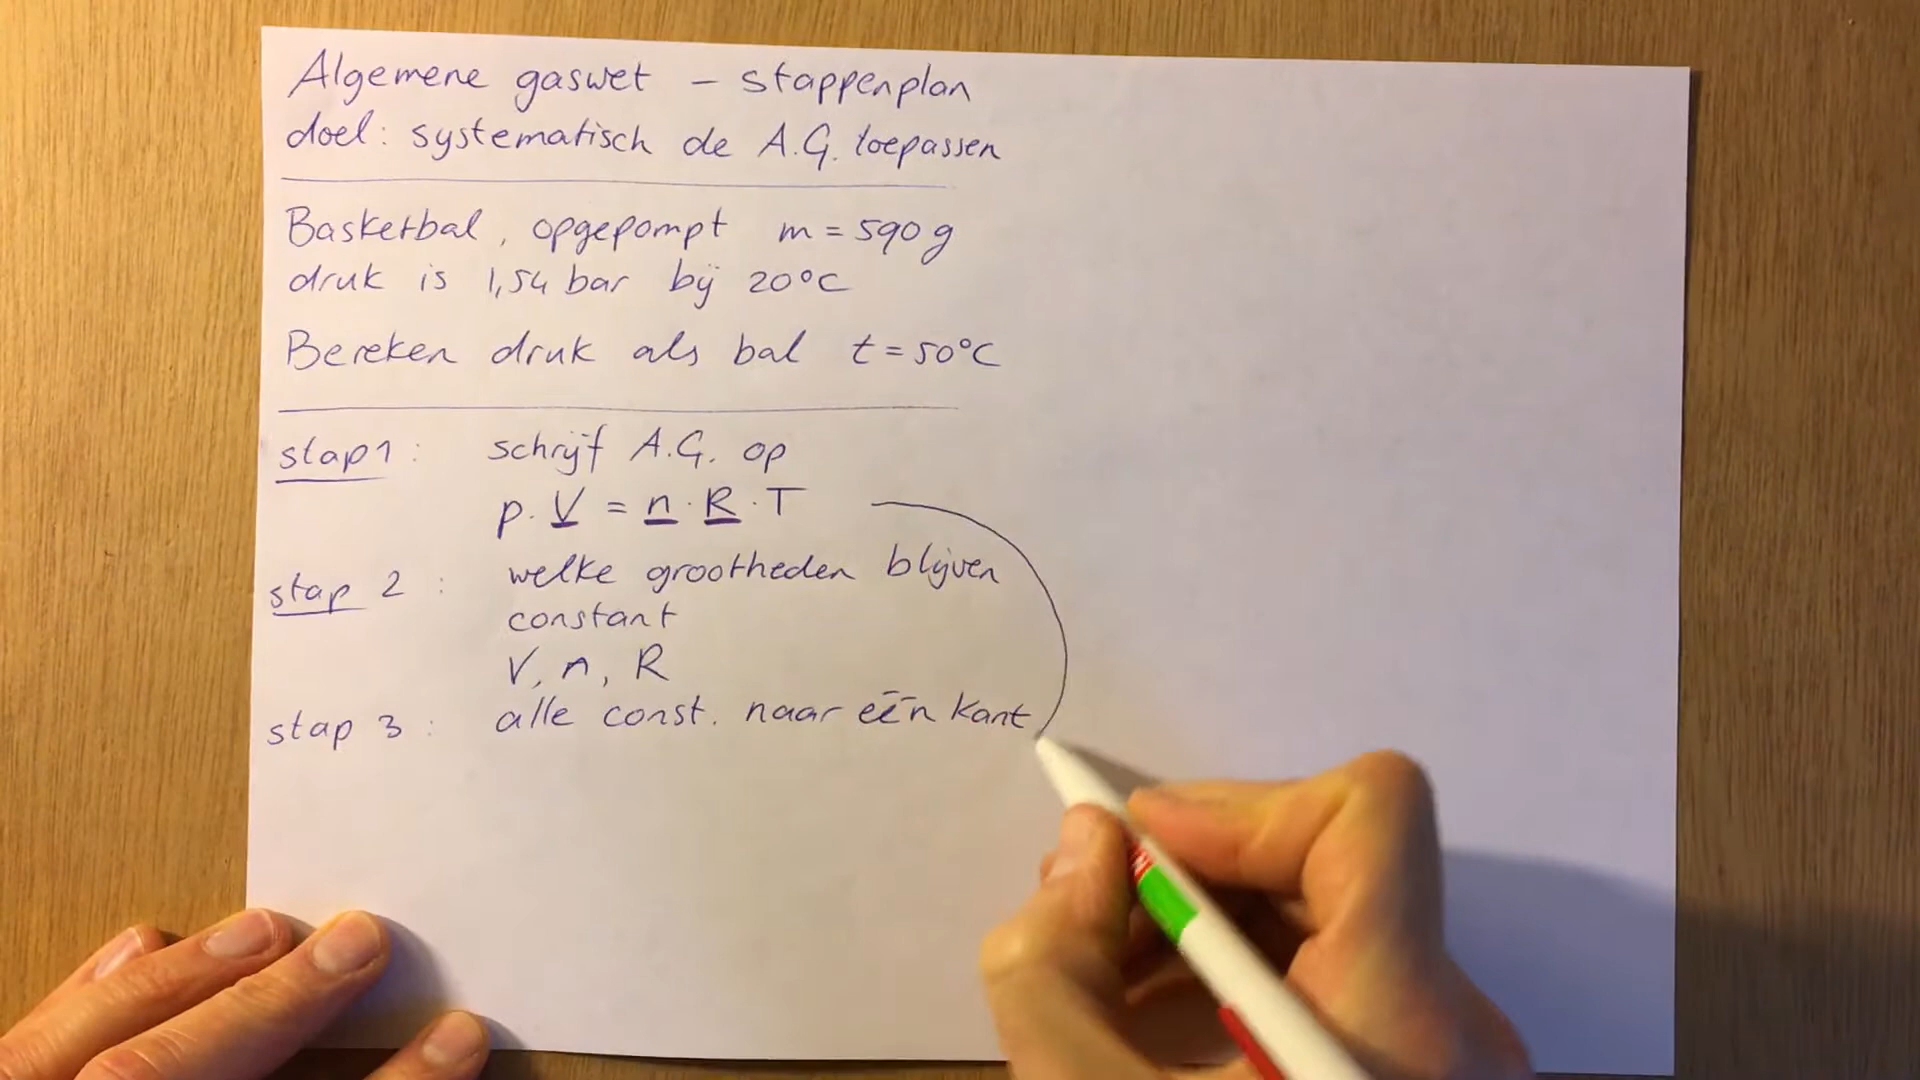 Algemene gaswet – stappenplan
doel: systematisch de A.G. toepassen
Basketbal, opgepompt m = 590 g
druk is 1,54 bar bij 20°C
Bereken druk als bal t = 50°C
stap 1 : schrijf A.G. op
p · V = n · R · T
stap 2 : welke grootheden blijven
constant
V, n, R
stap 3 : alle const. naar één kant